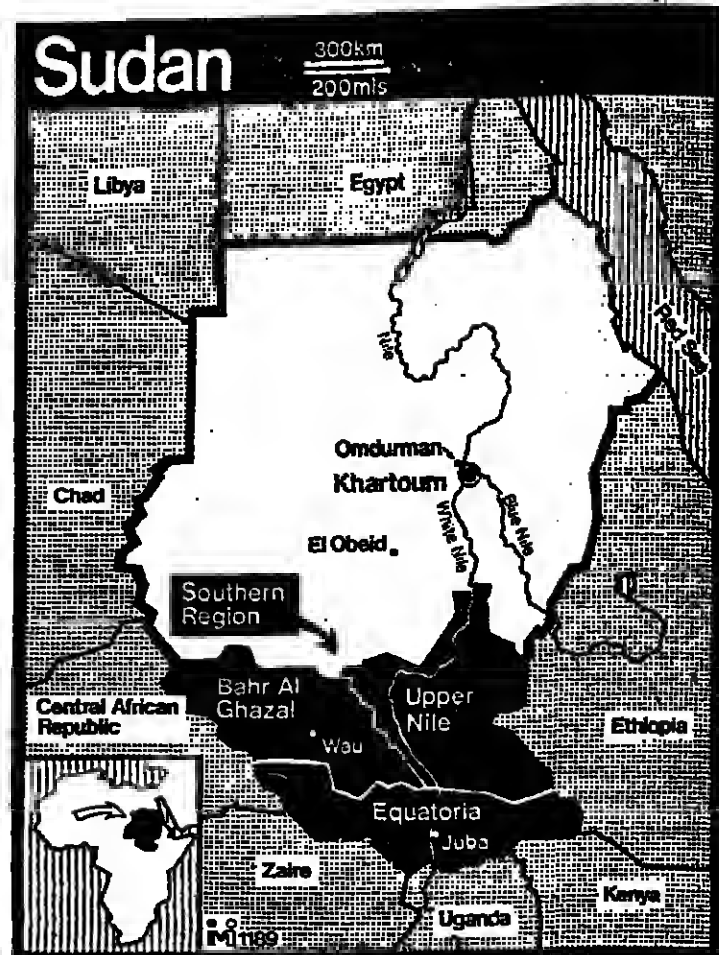 Sudan
300km
200mls
Libya
Egypt
Red Sea
Nile
Omdurman
Khartoum
Chad
White Nile
Blue Nile
El Obeid
Southern
Region
Bahr Al
Ghazal
Upper
Nile
Central African
Republic
Ethiopia
Wau
Equatoria
Juba
Zaire
Kenya
Uganda
1189